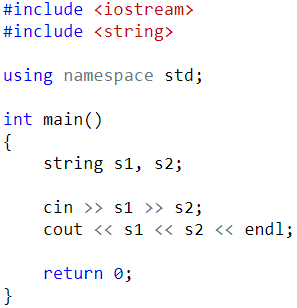 #include <iostream>
#include <string>
using namespace std;
int main()
{
string s1, s2;
cin >> s1 >> s2;
cout << s1 << s2 << endl;
return 0;
}